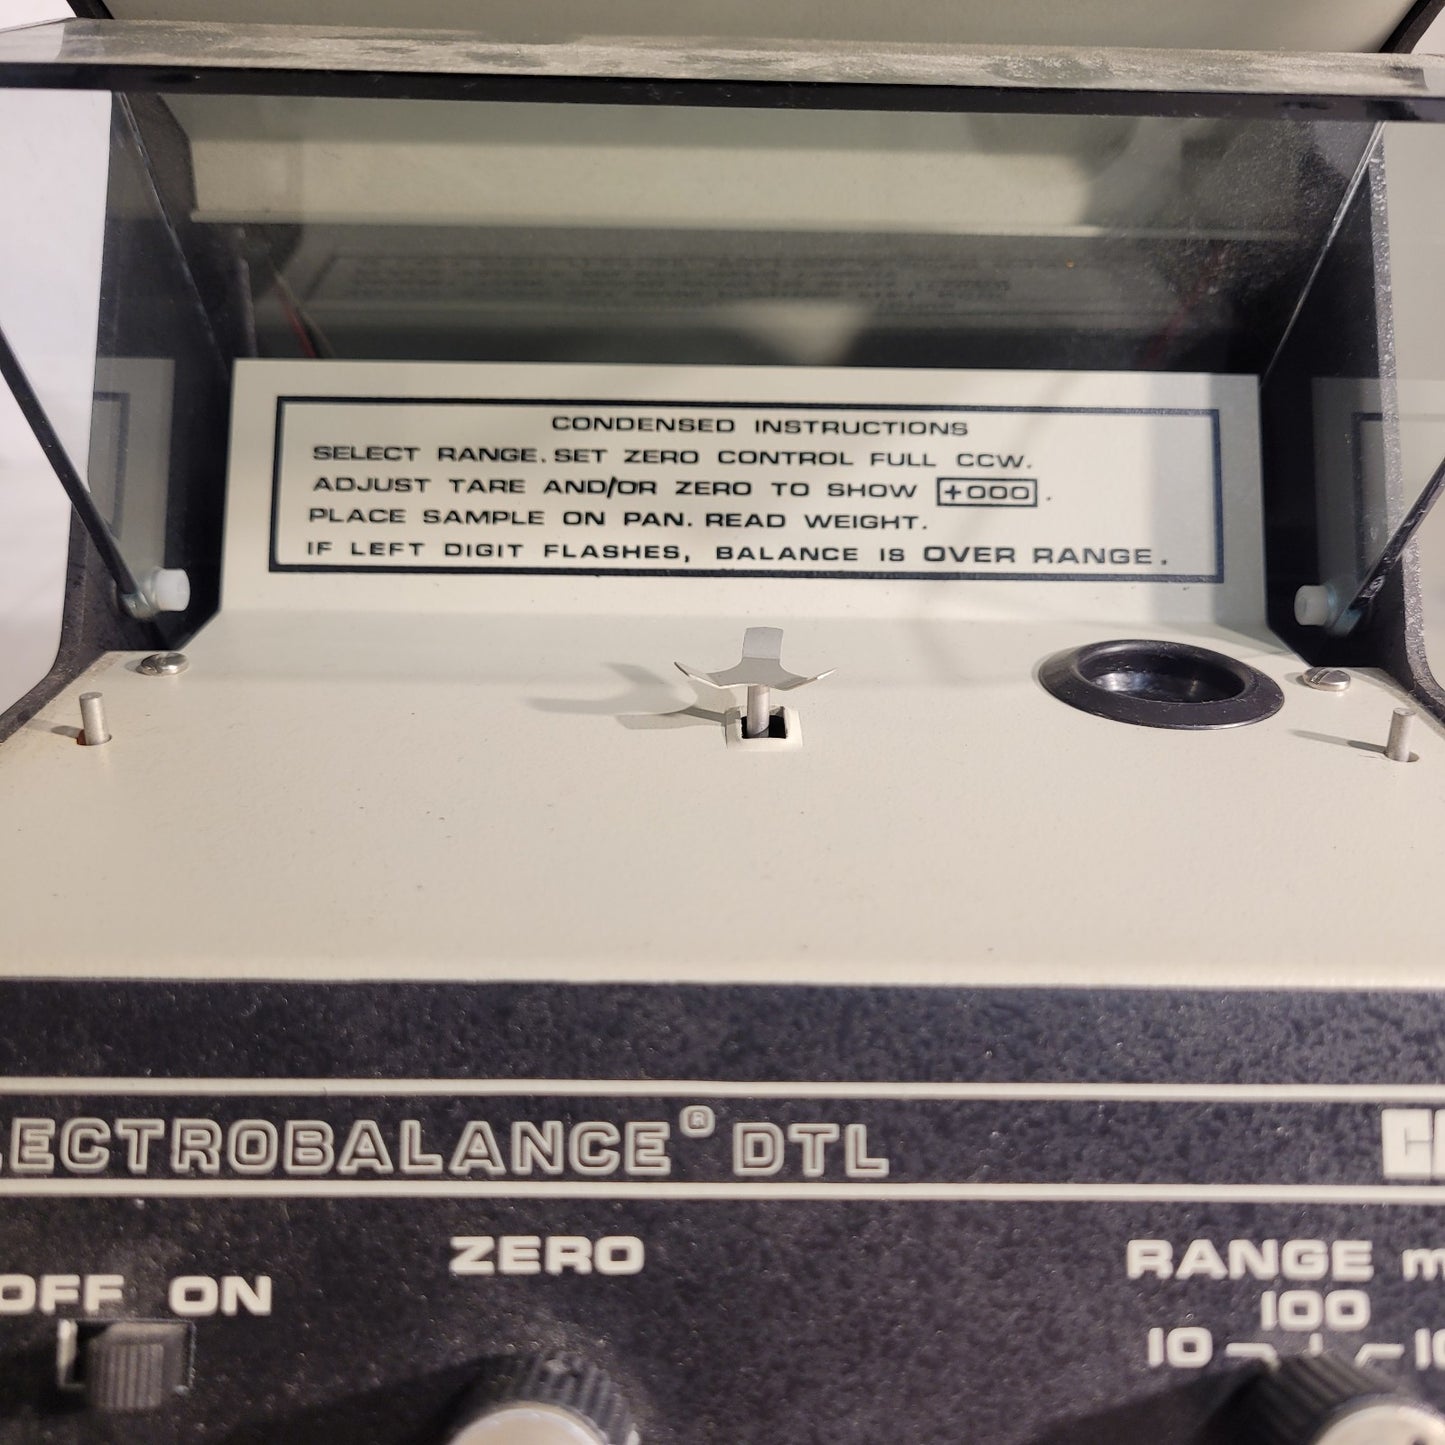 CONDENSED INSTRUCTIONS
SELECT RANGE. SET ZERO CONTROL FULL CCW.
ADJUST TARE AND/OR ZERO TO SHOW +000.
PLACE SAMPLE ON PAN. READ WEIGHT.
IF LEFT DIGIT FLASHES, BALANCE IS OVER RANGE.
LECTROBALANCE® DTL
ZERO
OFF ON
RANGE
100
10